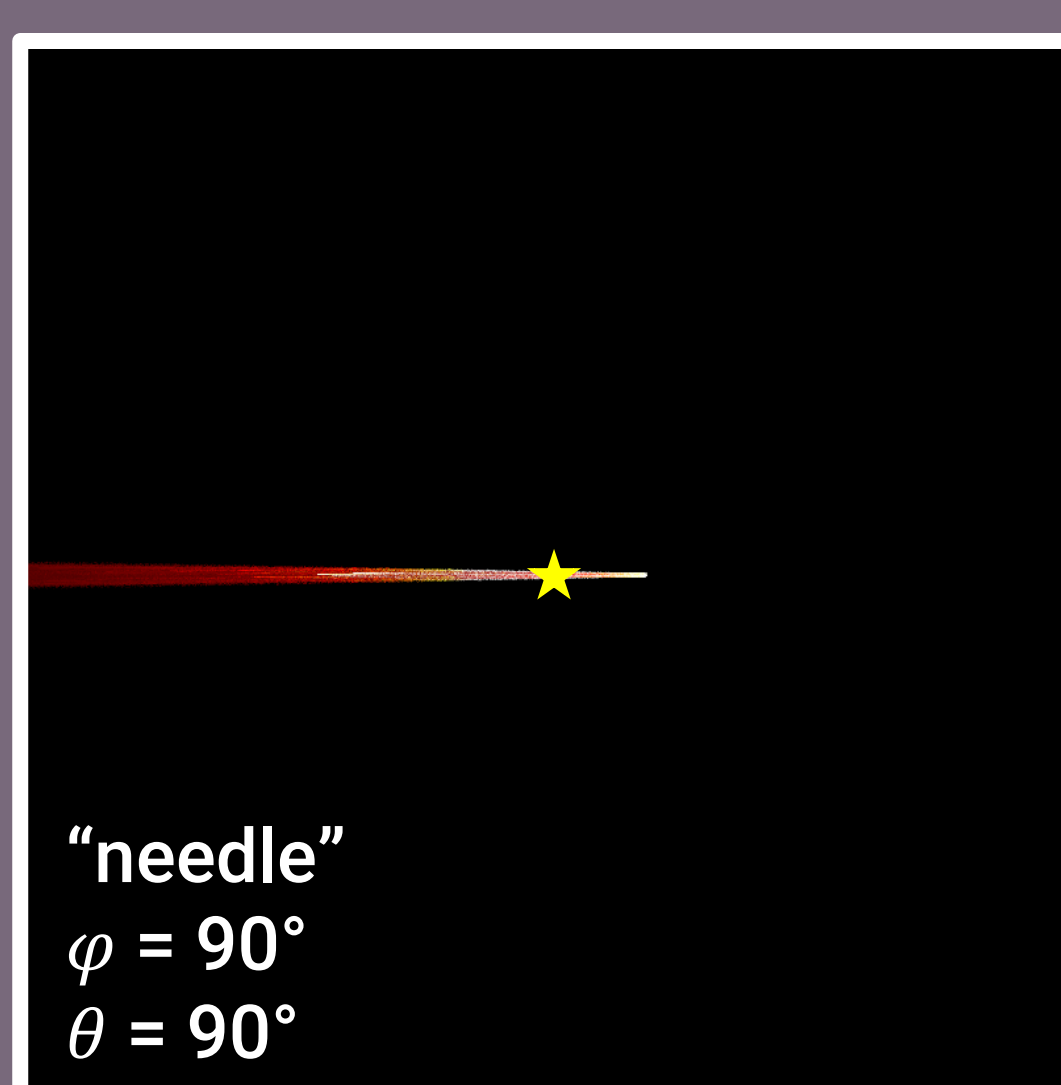 “needle”
φ = 90°
θ = 90°